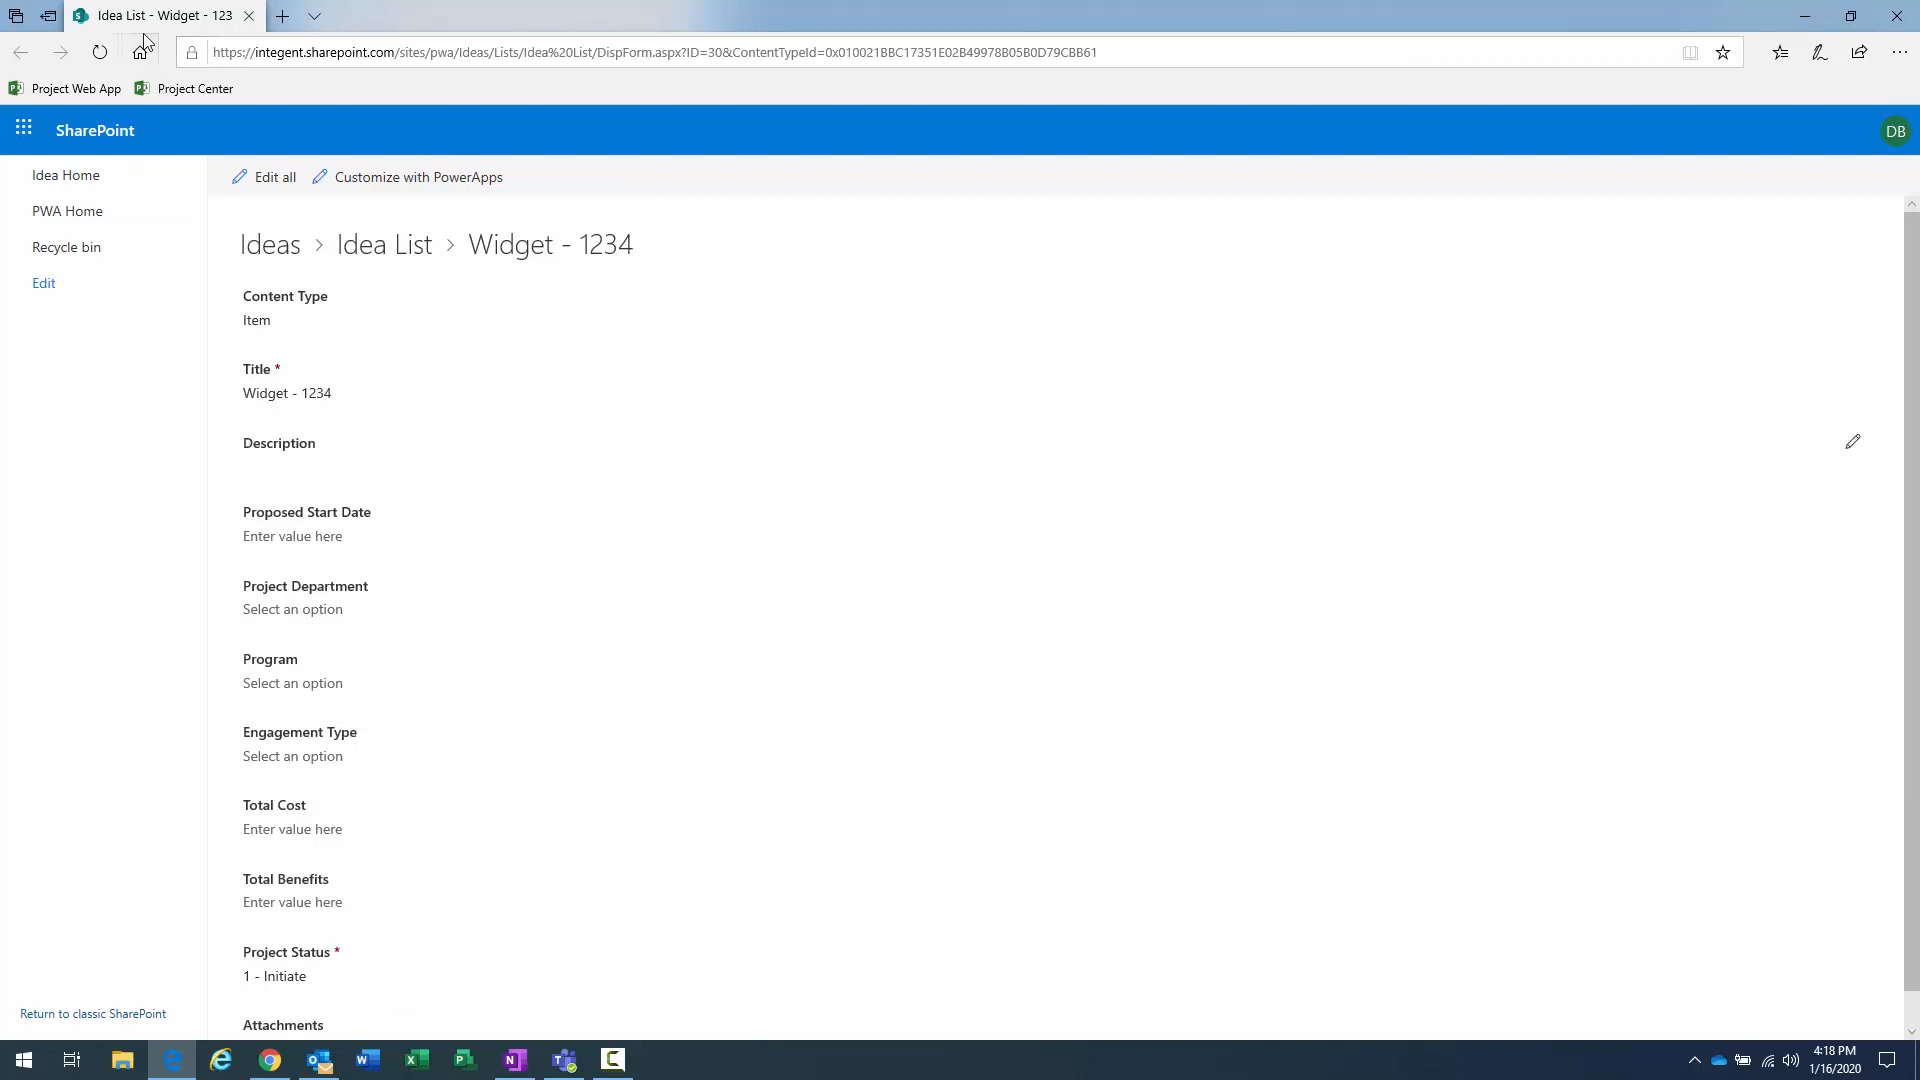 Idea List - Widget - 123
https://integent.sharepoint.com/sites/pwa/Ideas/Lists/Idea%20List/DispForm.aspx?ID=30&ContentTypeId=0x010021BBC17351E02B49978B05B0D79CBB61
Project Web App
Project Center
SharePoint
DB
Idea Home
PWA Home
Recycle bin
Edit
Edit all
Customize with PowerApps
Ideas > Idea List > Widget - 1234
Content Type
Item
Title *
Widget - 1234
Description
Proposed Start Date
Enter value here
Project Department
Select an option
Program
Select an option
Engagement Type
Select an option
Total Cost
Enter value here
Total Benefits
Enter value here
Project Status *
1 - Initiate
Attachments
Return to classic SharePoint
4:18 PM
1/16/2020